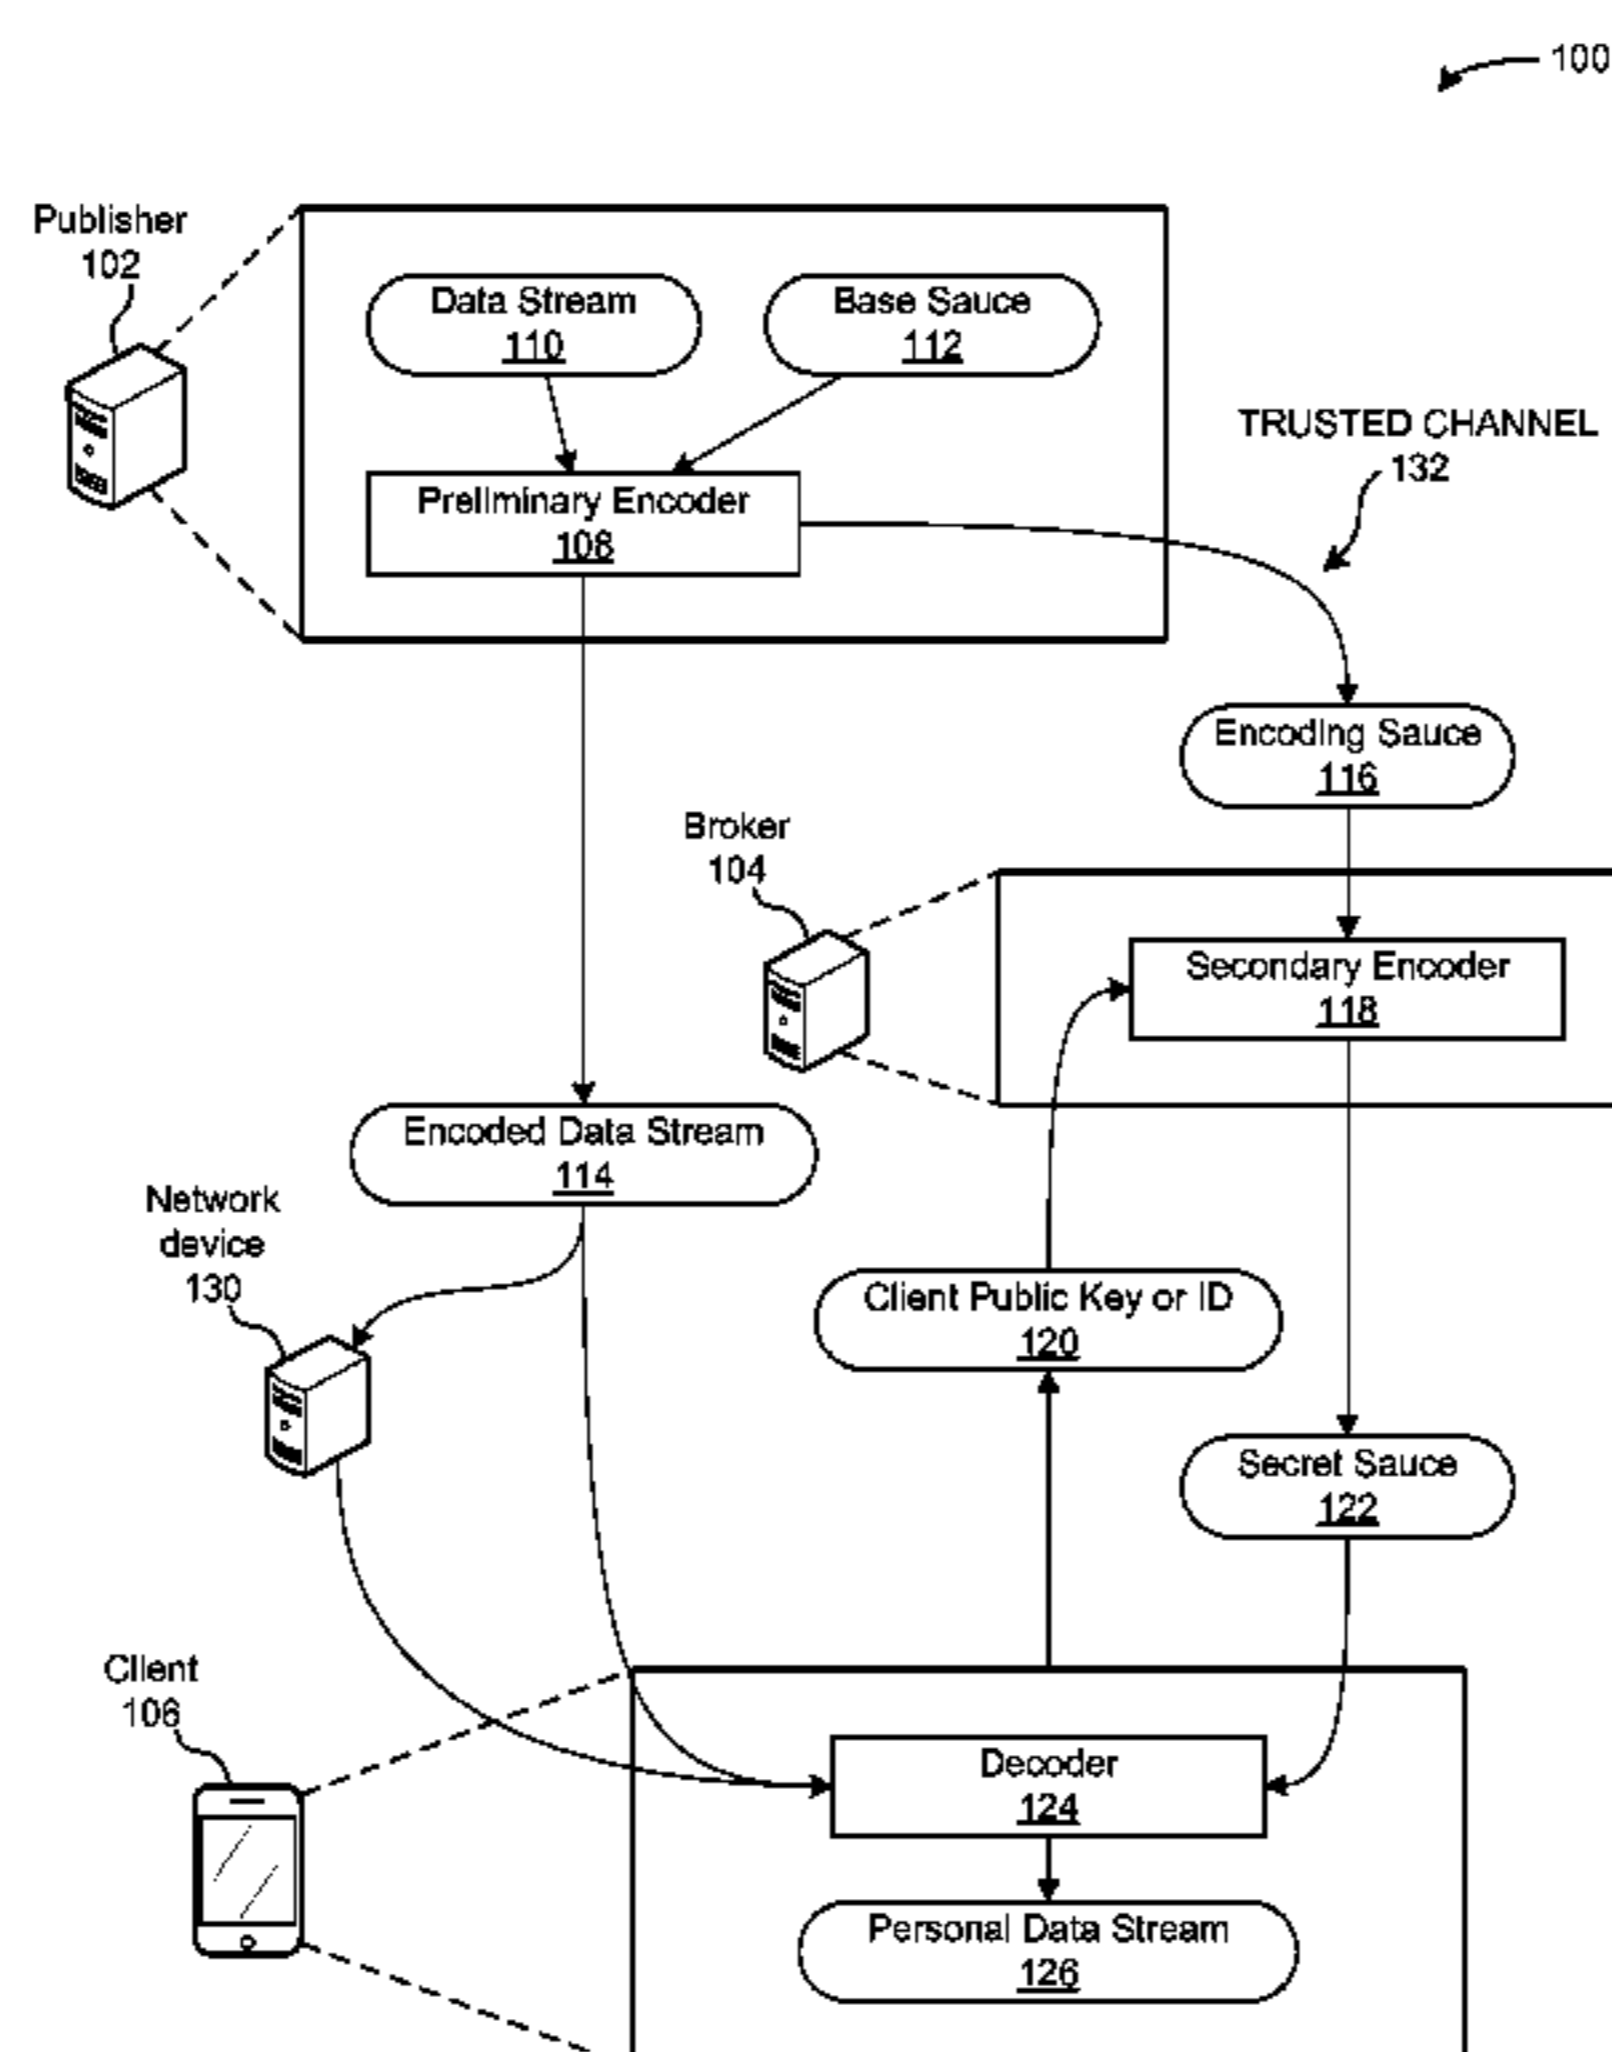 100
Publisher
102
Data Stream
110
Base Sauce
112
TRUSTED CHANNEL
132
Preliminary Encoder
108
Encoding Sauce
116
Broker
104
Secondary Encoder
118
Encoded Data Stream
114
Network
device
130
Client Public Key or ID
120
Secret Sauce
122
Client
106
Decoder
124
Personal Data Stream
126